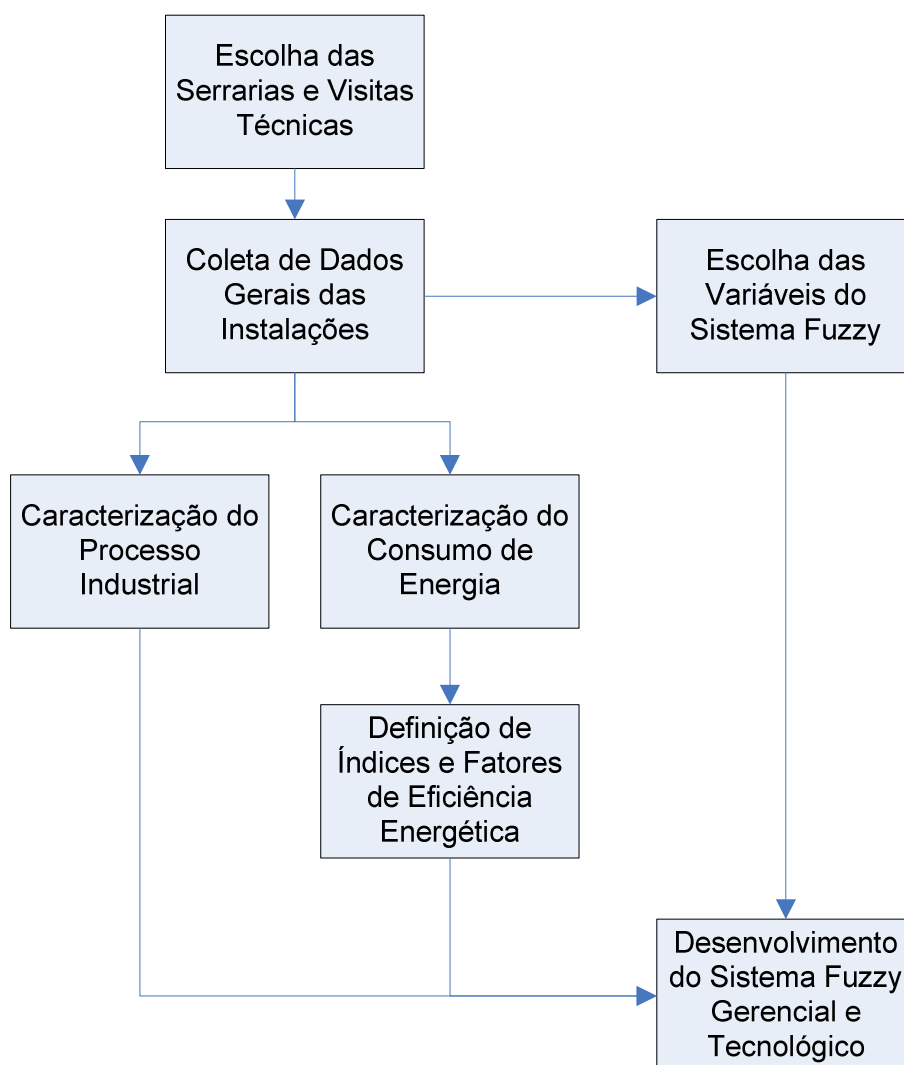 Escolha das
Serrarias e Visitas
Técnicas
Coleta de Dados
Gerais das
Instalações
Escolha das
Variáveis do
Sistema Fuzzy
Caracterização do
Processo
Industrial
Caracterização do
Consumo de
Energia
Definição de
Índices e Fatores
de Eficiência
Energética
Desenvolvimento
do Sistema Fuzzy
Gerencial e
Tecnológico